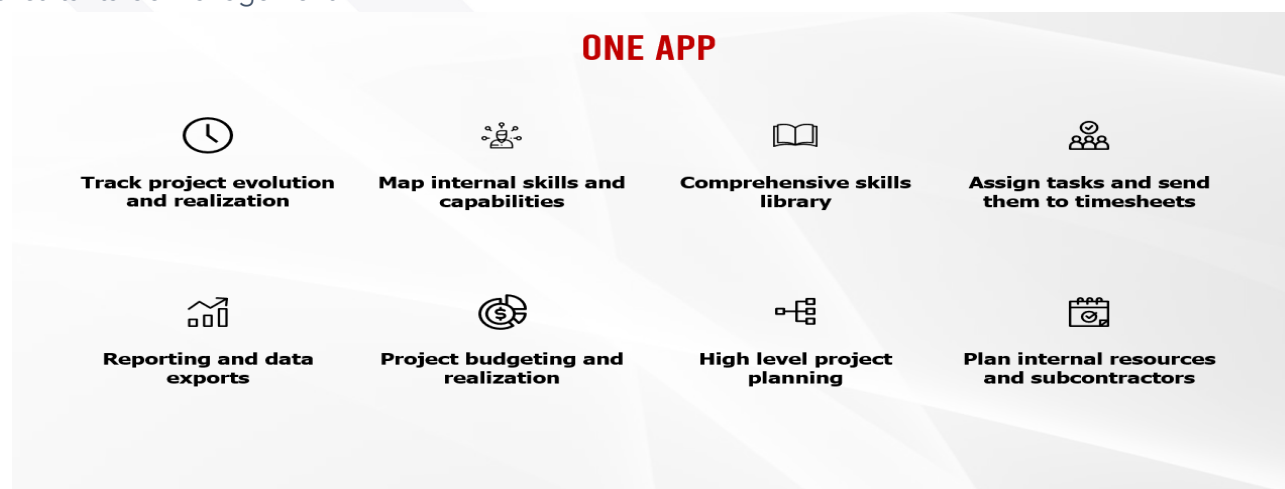 ONE APP
Track project evolution
and realization
Map internal skills and
capabilities
Comprehensive skills
library
Assign tasks and send
them to timesheets
Reporting and data
exports
Project budgeting and
realization
High level project
planning
Plan internal resources
and subcontractors